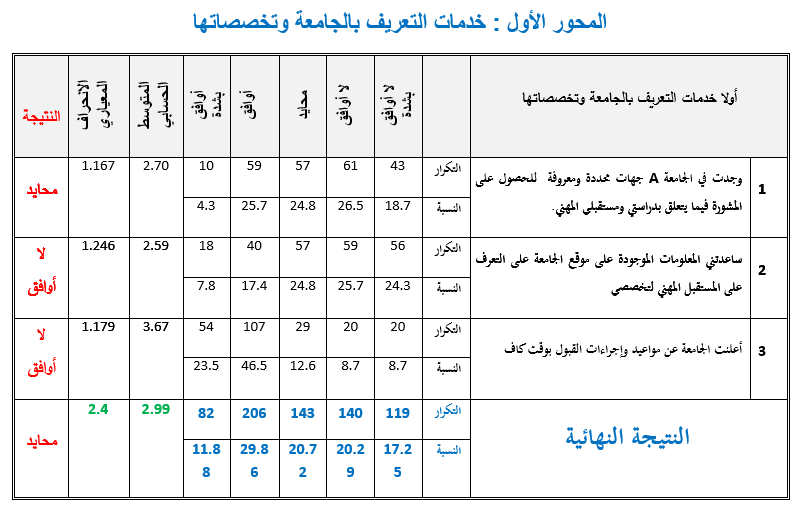 المحور الأول : خدمات التعريف بالجامعة وتخصصاتها
أولا خدمات التعريف بالجامعة وتخصصاتها
لا أوافق بشدة
لا أوافق
محايد
أوافق
أوافق بشدة
المتوسط الحسابي
الانحراف المعياري
النتيجة
1
وجدت في الجامعة A جهات محددة ومعروفة للحصول على
المشورة فيما يتعلق بدراستي ومستقبلي المهني.
التكرار 43 61 57 59 10 2.70 1.167
النسبة 18.7 26.5 24.8 25.7 4.3
محايد
2
ساعدتني المعلومات الموجودة على موقع الجامعة على التعرف
على المستقبل المهني لتخصصي
التكرار 56 59 57 40 18 2.59 1.246
النسبة 24.3 25.7 24.8 17.4 7.8
لا
أوافق
3
أعلنت الجامعة عن مواعيد وإجراءات القبول بوقت كاف
التكرار 20 20 29 107 54 3.67 1.179
النسبة 8.7 8.7 12.6 46.5 23.5
لا
أوافق
النتيجة النهائية
التكرار 119 140 143 206 82 2.99 2.4
النسبة 17.25 20.29 20.72 29.86 11.88
محايد